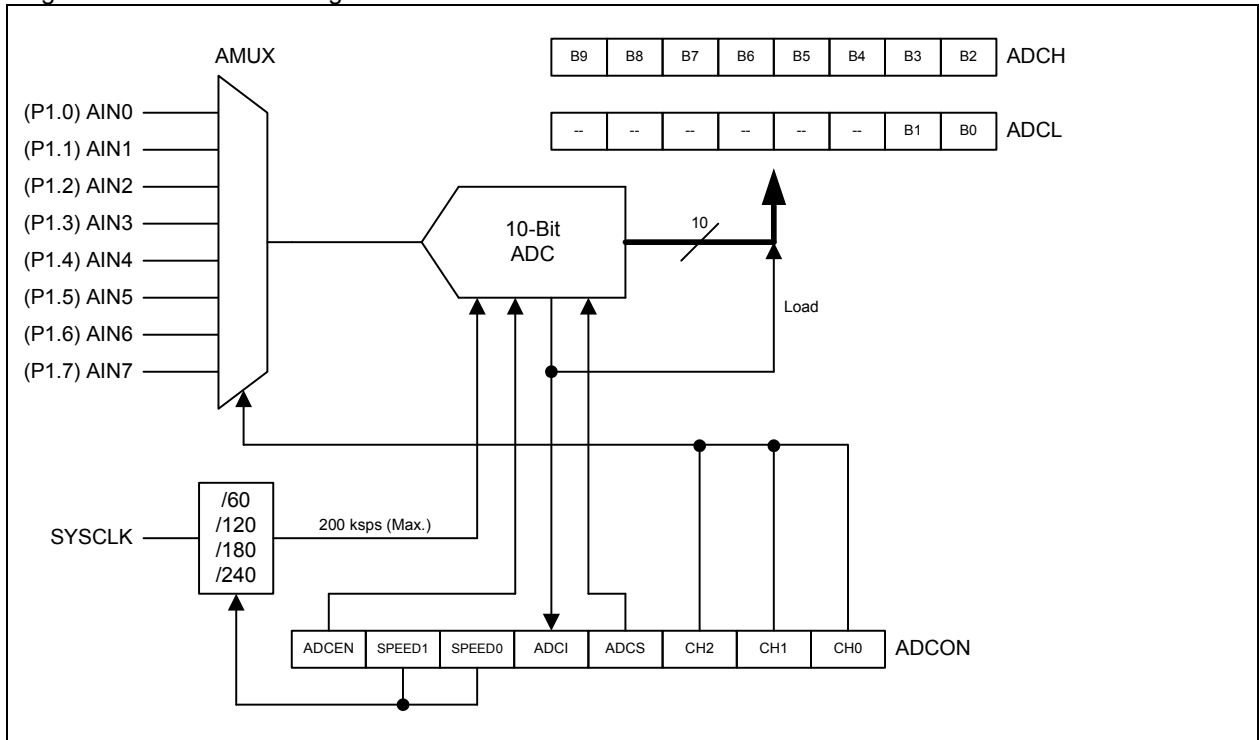 AMUX
B9 B8 B7 B6 B5 B4 B3 B2 ADCH
-- -- -- -- -- -- B1 B0 ADCL
(P1.0) AIN0
(P1.1) AIN1
(P1.2) AIN2
(P1.3) AIN3
(P1.4) AIN4
(P1.5) AIN5
(P1.6) AIN6
(P1.7) AIN7
10-Bit
ADC
10
Load
SYSCLK
/60
/120
/180
/240
200 ksps (Max.)
ADCEN SPEED1 SPEED0 ADCI ADCS CH2 CH1 CH0 ADCON